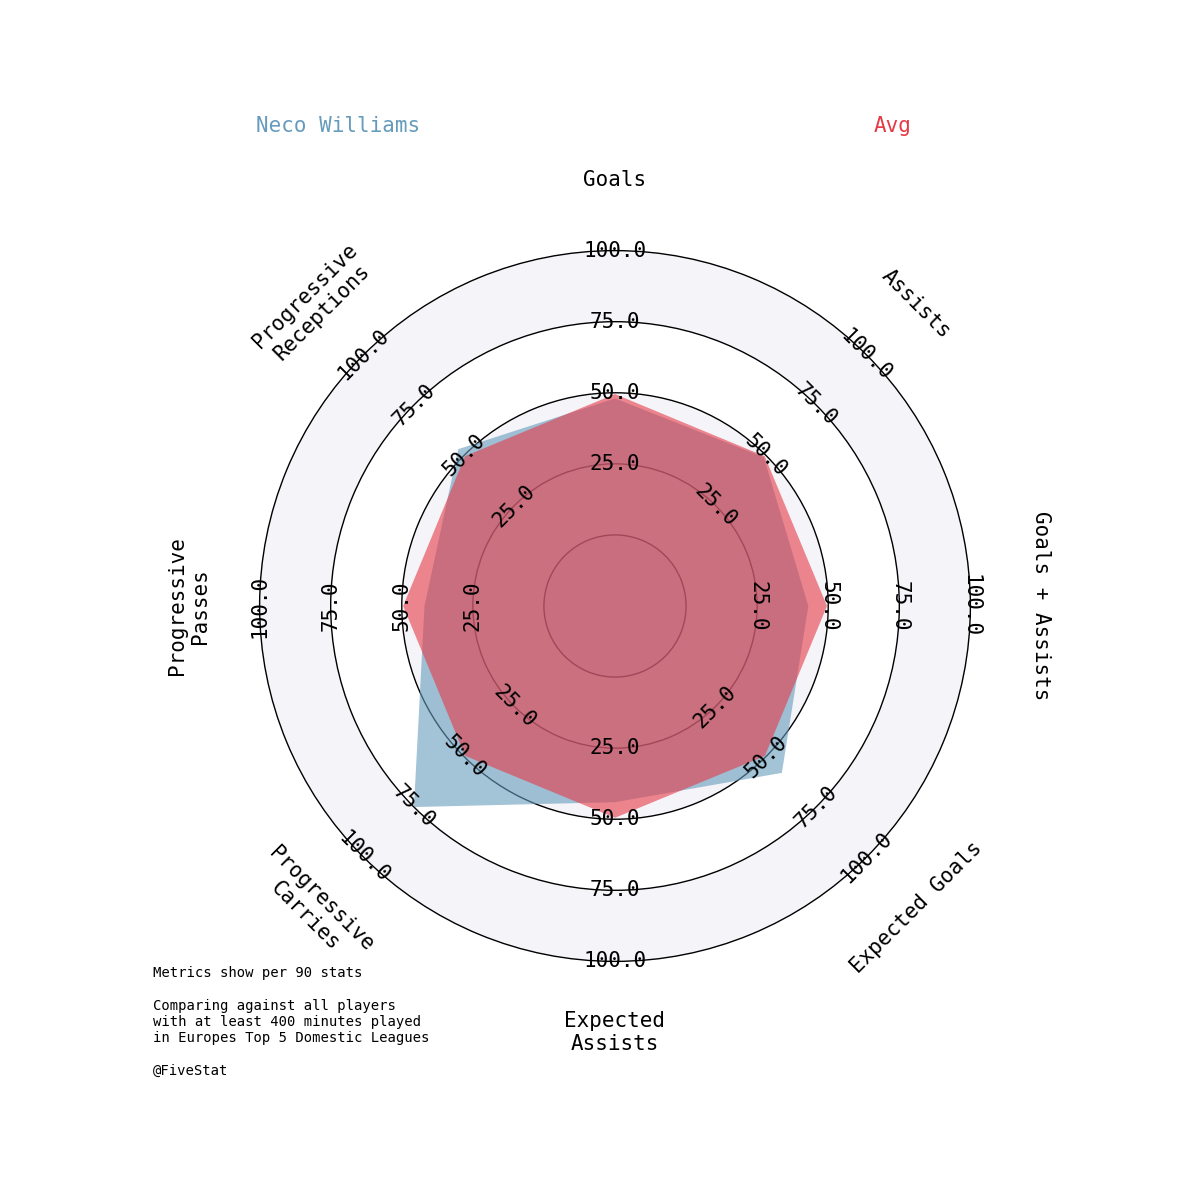 Neco Williams
Avg
Goals
Assists
Goals + Assists
Expected Goals
Expected
Assists
Progressive
Carries
Progressive
Passes
Progressive
Receptions
100.0
75.0
50.0
25.0
100.0
75.0
50.0
25.0
100.0
75.0
50.0
25.0
100.0
75.0
50.0
25.0
100.0
75.0
50.0
25.0
100.0
75.0
50.0
25.0
100.0
75.0
50.0
25.0
100.0
75.0
50.0
25.0
Metrics show per 90 stats
Comparing against all players
with at least 400 minutes played
in Europes Top 5 Domestic Leagues
@FiveStat